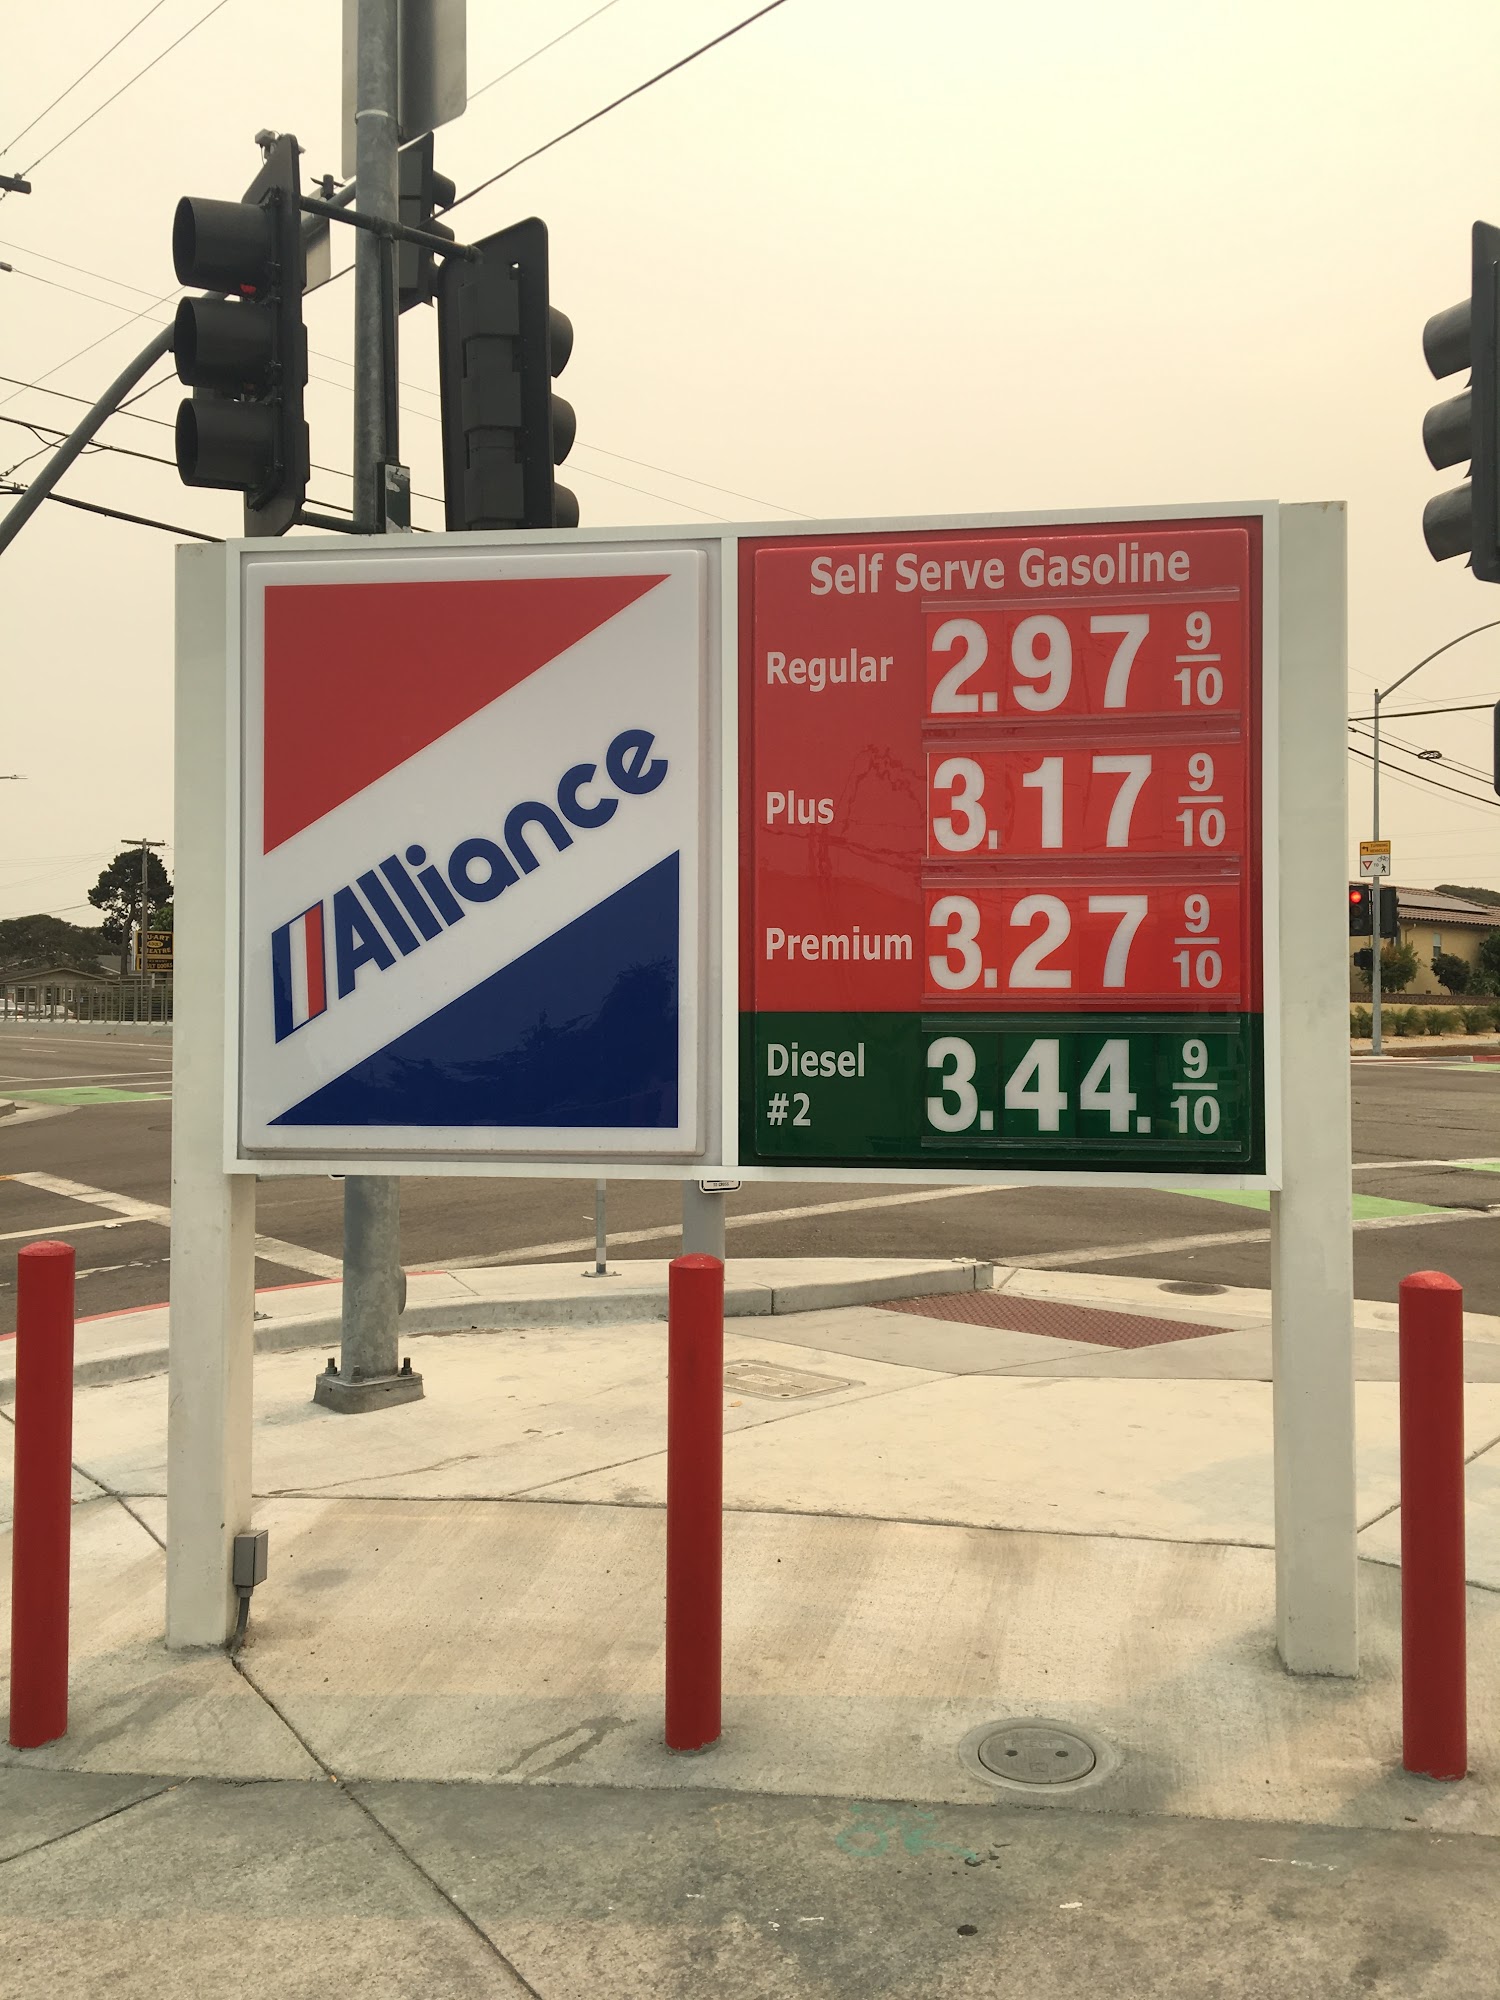 Alliance
Self Serve Gasoline
Regular 2.97 9/10
Plus 3.17 9/10
Premium 3.27 9/10
Diesel 3.44. 9/10
#2